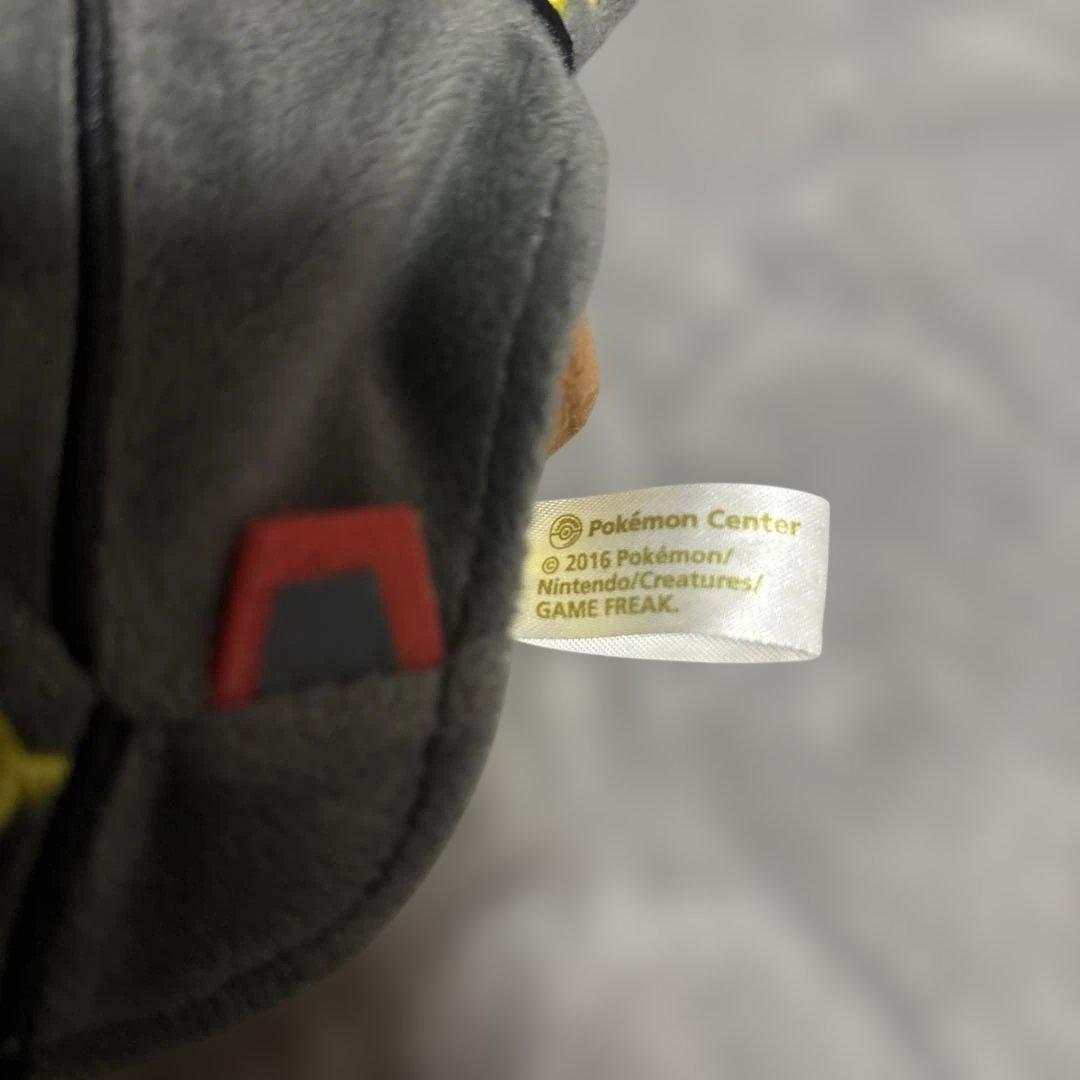 Pokémon Center
© 2016 Pokémon/
Nintendo/Creatures/
GAME FREAK.